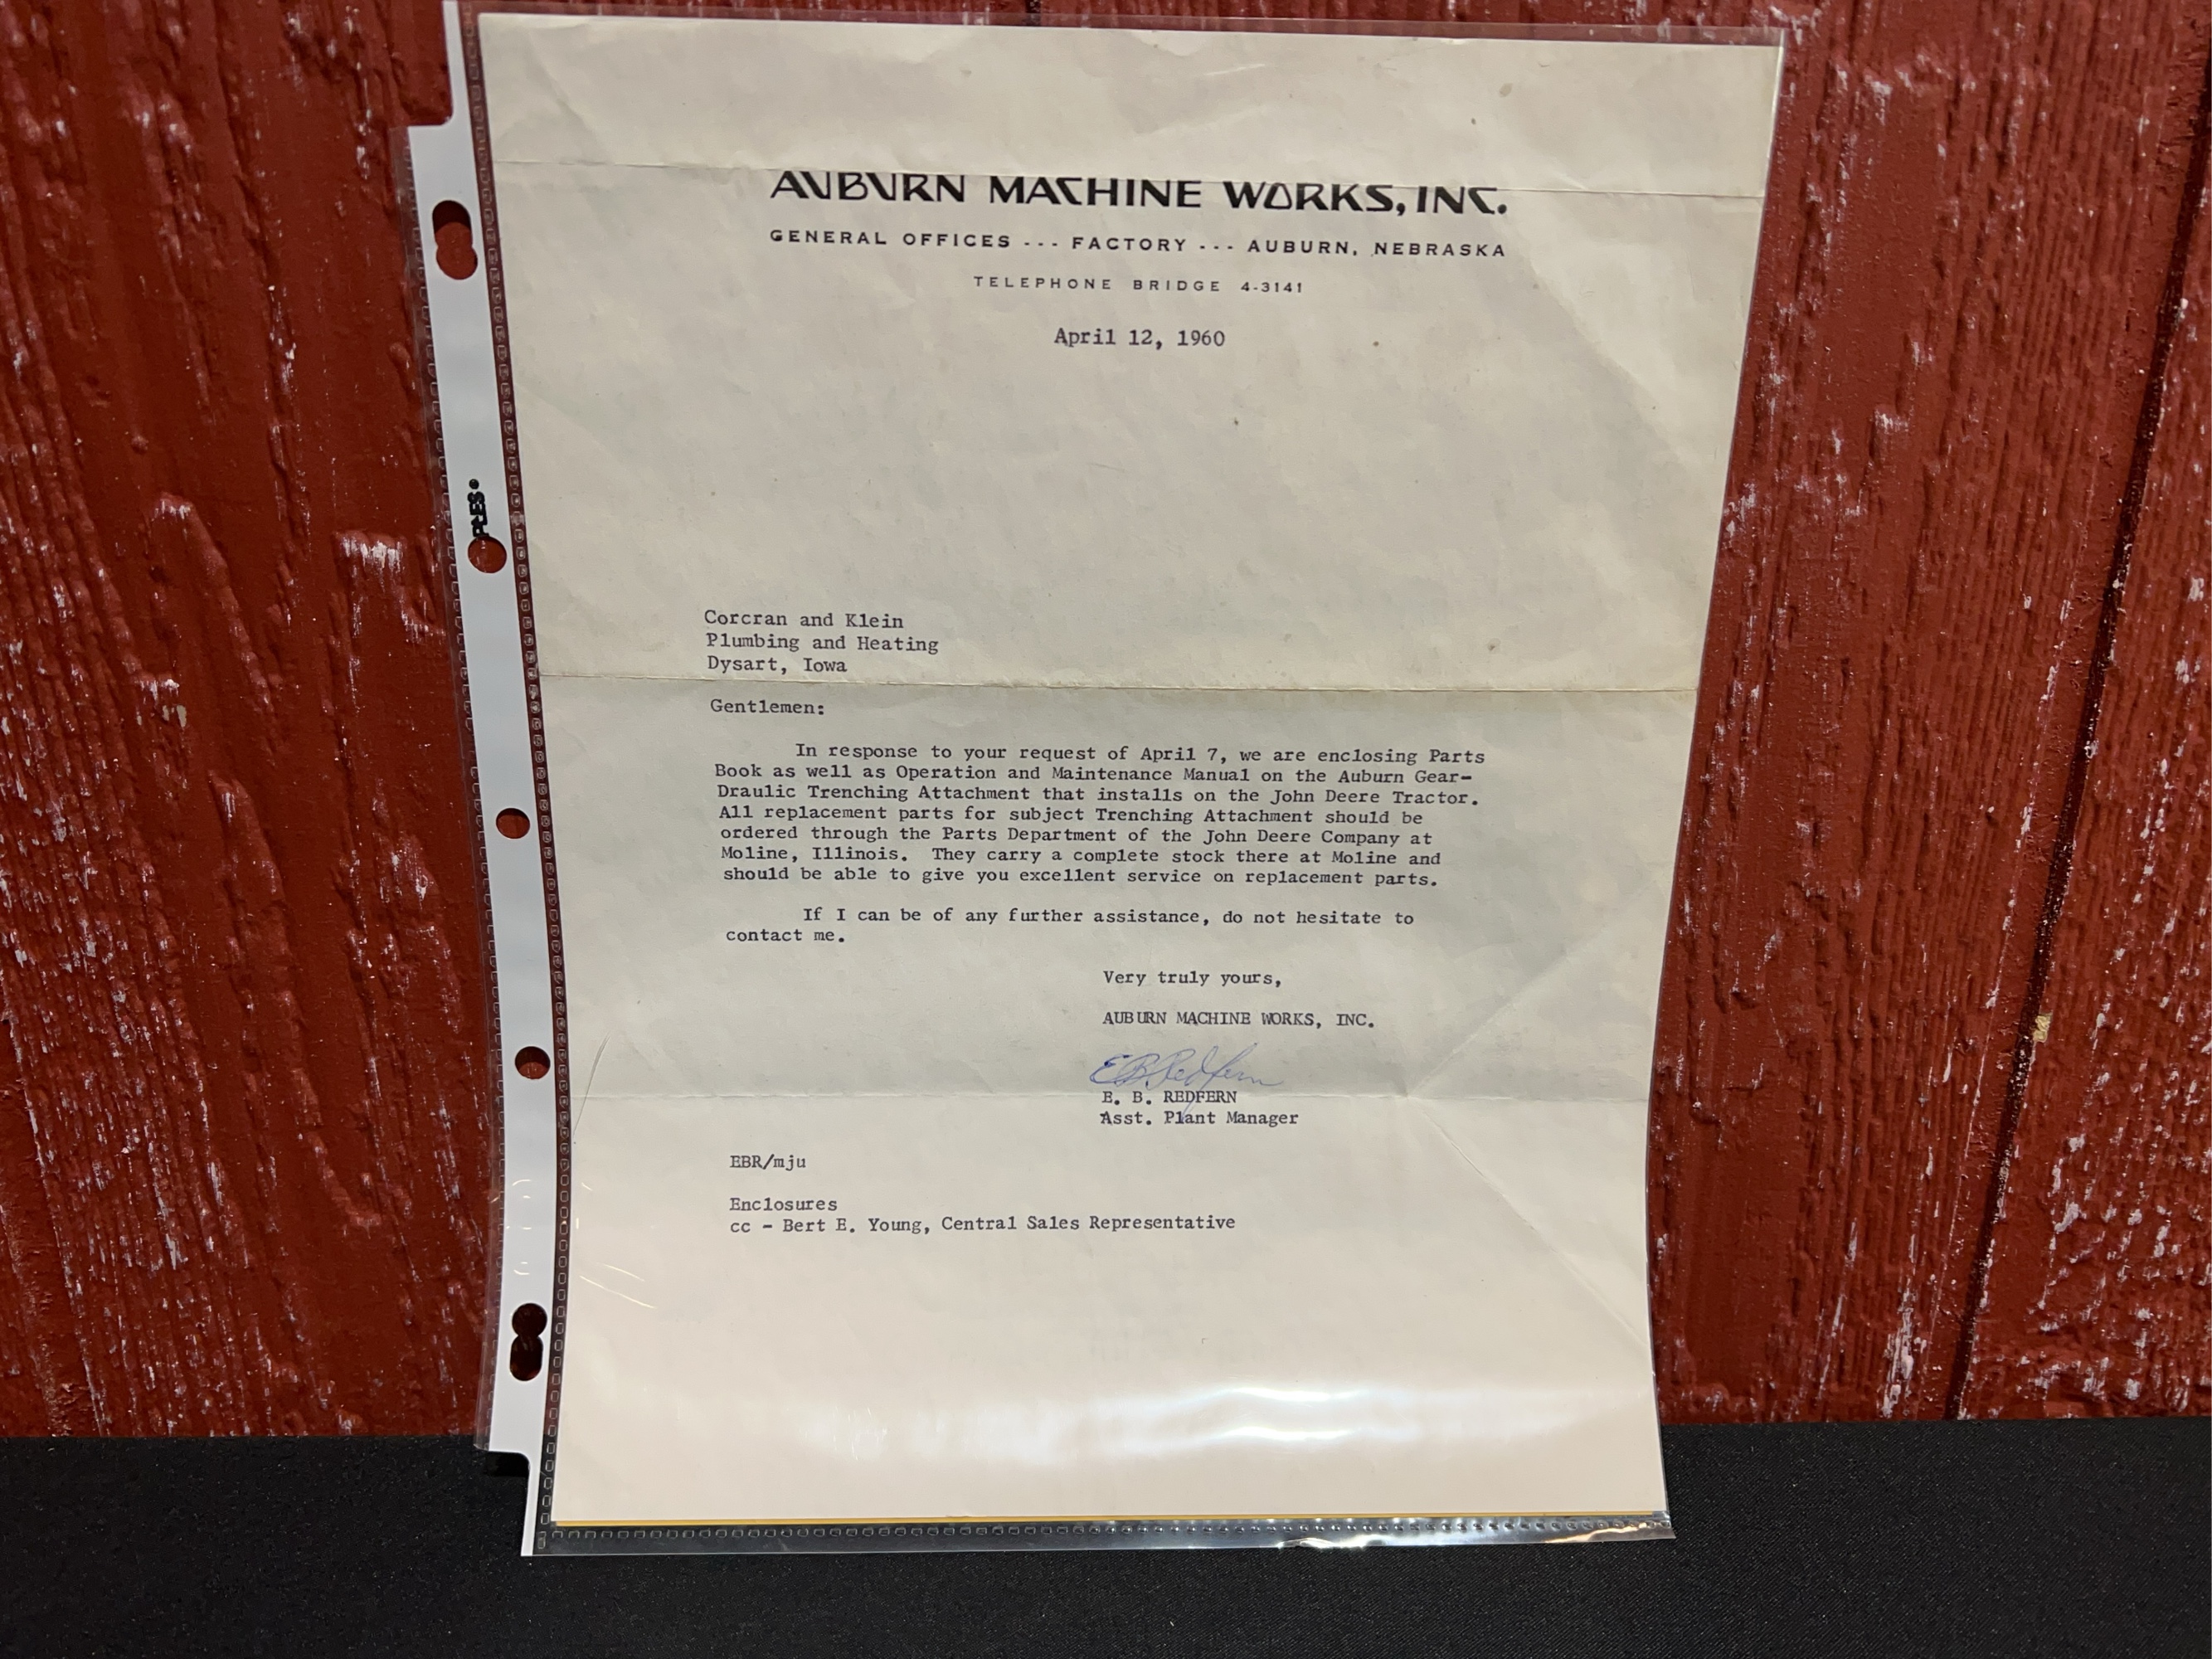 AUBURN MACHINE WORKS, INC.
GENERAL OFFICES --- FACTORY --- AUBURN, NEBRASKA
TELEPHONE BRIDGE 4-3141
April 12, 1960
Corcran and Klein
Plumbing and Heating
Dysart, Iowa
Gentlemen:
In response to your request of April 7, we are enclosing Parts
Book as well as Operation and Maintenance Manual on the Auburn Gear-
Draulic Trenching Attachment that installs on the John Deere Tractor.
All replacement parts for subject Trenching Attachment should be
ordered through the Parts Department of the John Deere Company at
Moline, Illinois. They carry a complete stock there at Moline and
should be able to give you excellent service on replacement parts.
If I can be of any further assistance, do not hesitate to
contact me.
Very truly yours,
AUBURN MACHINE WORKS, INC.
E B Redfern
E. B. REDFERN
Asst. Plant Manager
EBR/mju
Enclosures
cc - Bert E. Young, Central Sales Representative